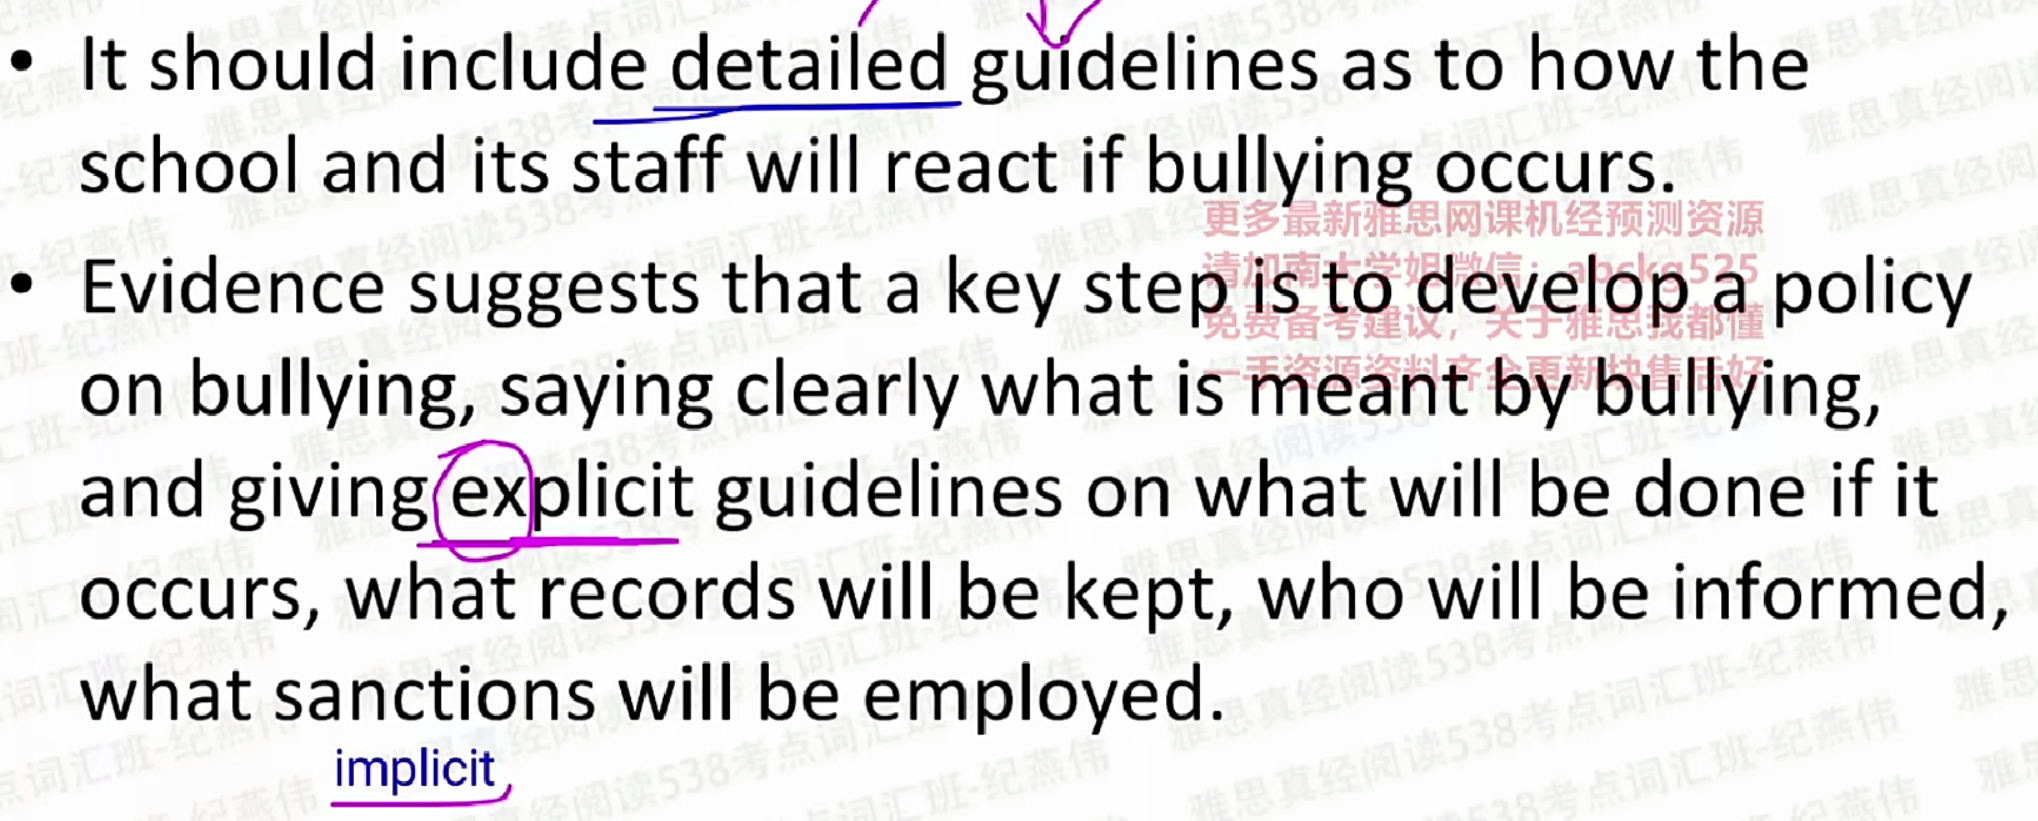 • It should include detailed guidelines as to how the
school and its staff will react if bullying occurs.
更多最新雅思网课机经预测资源
请加南大学姐微信：abckg525
免费备考建议，关于雅思我都懂
一手资源资料齐全更新快售后好
• Evidence suggests that a key step is to develop a policy
on bullying, saying clearly what is meant by bullying,
and giving explicit guidelines on what will be done if it
occurs, what records will be kept, who will be informed,
what sanctions will be employed.
implicit
雅思真经阅读538考点词汇班-纪燕伟